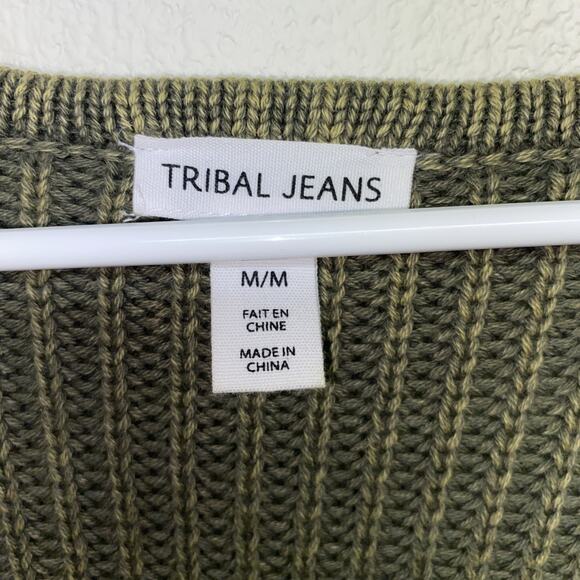 TRIBAL JEANS
M/M
FAIT EN
CHINE
MADE IN
CHINA